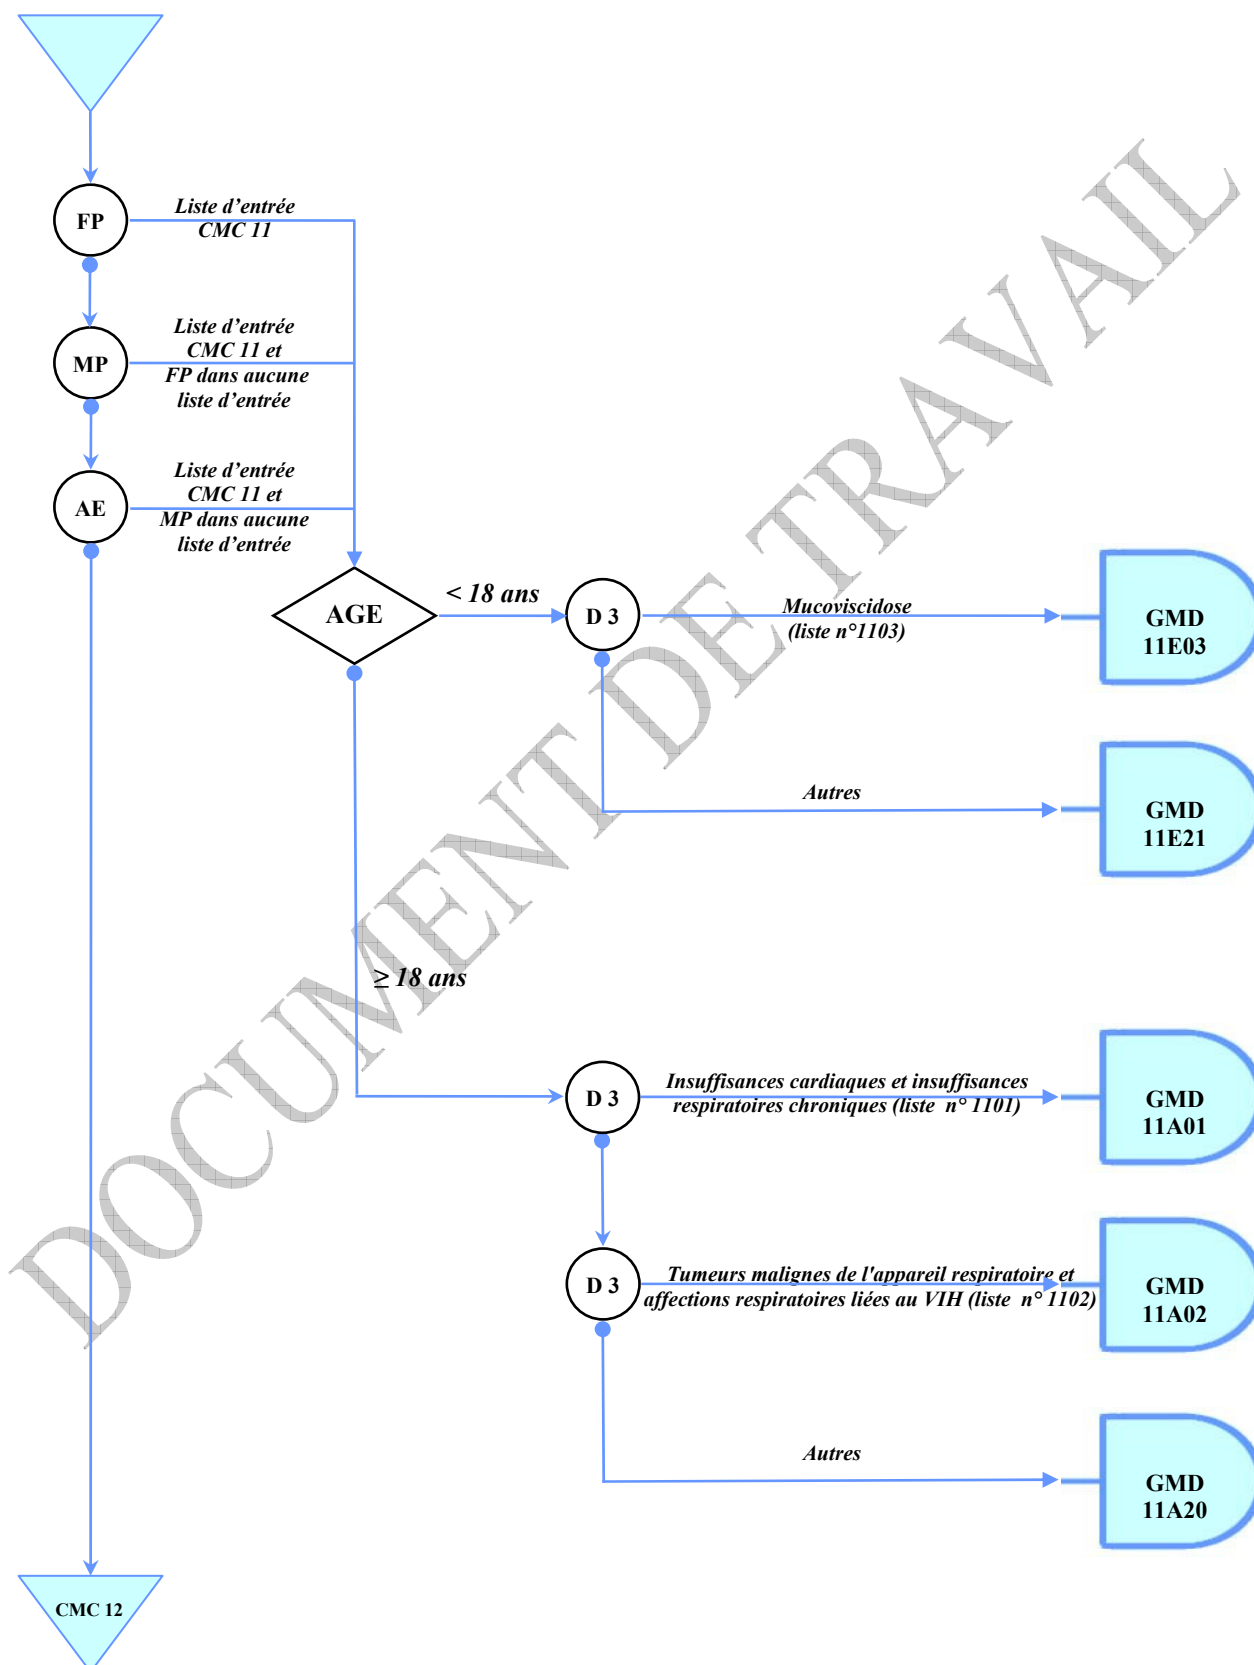 FP
Liste d'entrée
CMC 11
MP
Liste d'entrée
CMC 11 et
FP dans aucune
liste d'entrée
AE
Liste d'entrée
CMC 11 et
MP dans aucune
liste d'entrée
AGE
< 18 ans
D 3
Mucoviscidose
(liste n°1103)
GMD
11E03
Autres
GMD
11E21
≥ 18 ans
D 3
Insuffisances cardiaques et insuffisances
respiratoires chroniques (liste n° 1101)
GMD
11A01
D 3
Tumeurs malignes de l'appareil respiratoire et
affections respiratoires liées au VIH (liste n° 1102)
GMD
11A02
Autres
GMD
11A20
CMC 12
DOCUMENT DE TRAVAIL